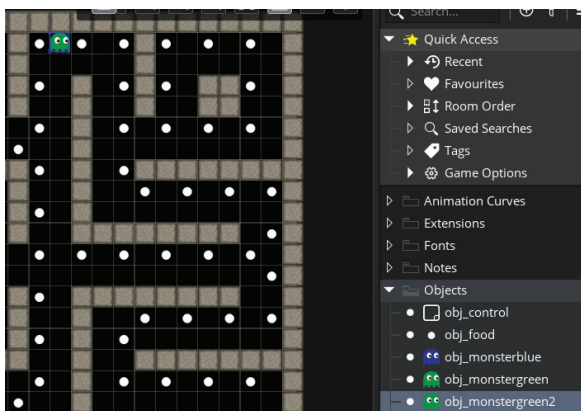 Search...
Quick Access
Recent
Favourites
Room Order
Saved Searches
Tags
Game Options
Animation Curves
Extensions
Fonts
Notes
Objects
obj_control
obj_food
obj_monsterblue
obj_monstergreen
obj_monstergreen2